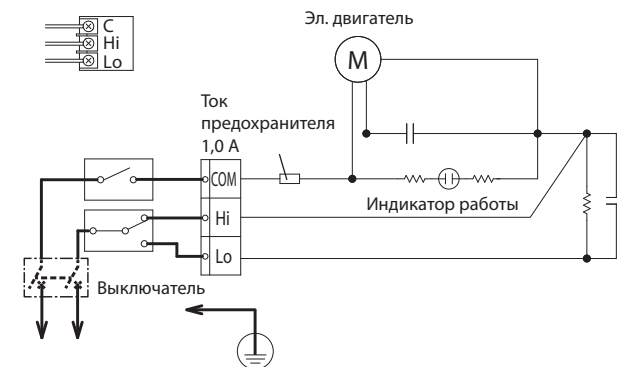 C
Hi
Lo
Эл. двигатель
M
Ток
предохранителя
1,0 А
COM
Индикатор работы
Hi
Lo
Выключатель